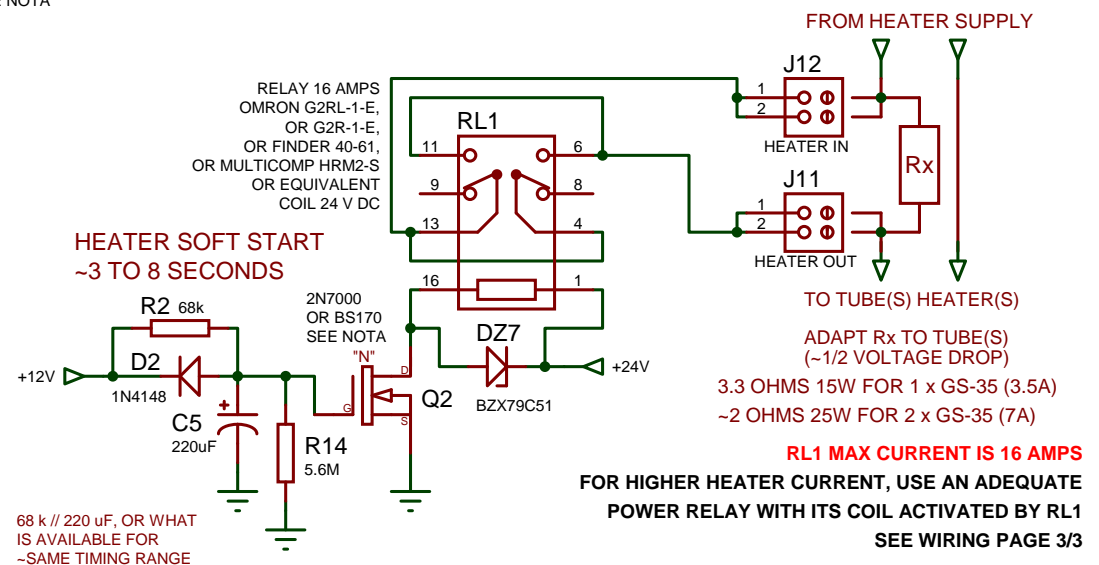 NOTA
FROM HEATER SUPPLY
J12
1
2
HEATER IN
RELAY 16 AMPS
OMRON G2RL-1-E,
OR G2R-1-E,
OR FINDER 40-61,
OR MULTICOMP HRM2-S
OR EQUIVALENT
COIL 24 V DC
RL1
11
6
9
8
13
4
16
1
Rx
J11
1
2
HEATER OUT
TO TUBE(S) HEATER(S)
HEATER SOFT START
~3 TO 8 SECONDS
R2 68k
D2
1N4148
+12V
C5
+
220uF
R14
5.6M
2N7000
OR BS170
SEE NOTA
"N"
D
G
S
Q2
DZ7
BZX79C51
+24V
ADAPT Rx TO TUBE(S)
(~1/2 VOLTAGE DROP)
3.3 OHMS 15W FOR 1 x GS-35 (3.5A)
~2 OHMS 25W FOR 2 x GS-35 (7A)
RL1 MAX CURRENT IS 16 AMPS
FOR HIGHER HEATER CURRENT, USE AN ADEQUATE
POWER RELAY WITH ITS COIL ACTIVATED BY RL1
SEE WIRING PAGE 3/3
68 k // 220 uF, OR WHAT
IS AVAILABLE FOR
~SAME TIMING RANGE